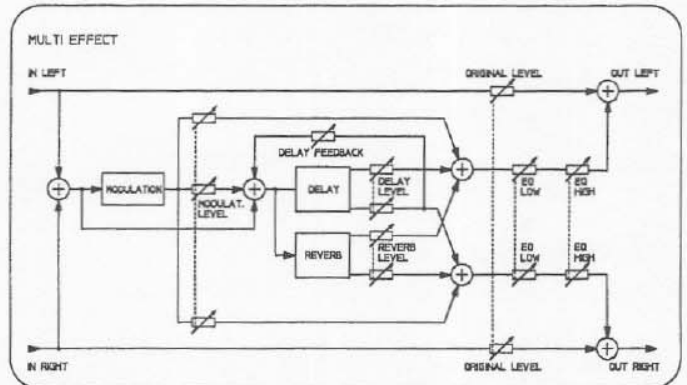 MULTI EFFECT
IN LEFT
ORIGINAL LEVEL
OUT LEFT
DELAY FEEDBACK
MODULATION
MODULAT.
LEVEL
DELAY
DELAY
LEVEL
EQ
LOW
EQ
HIGH
REVERB
REVERB
LEVEL
EQ
LOW
EQ
HIGH
IN RIGHT
ORIGINAL LEVEL
OUT RIGHT